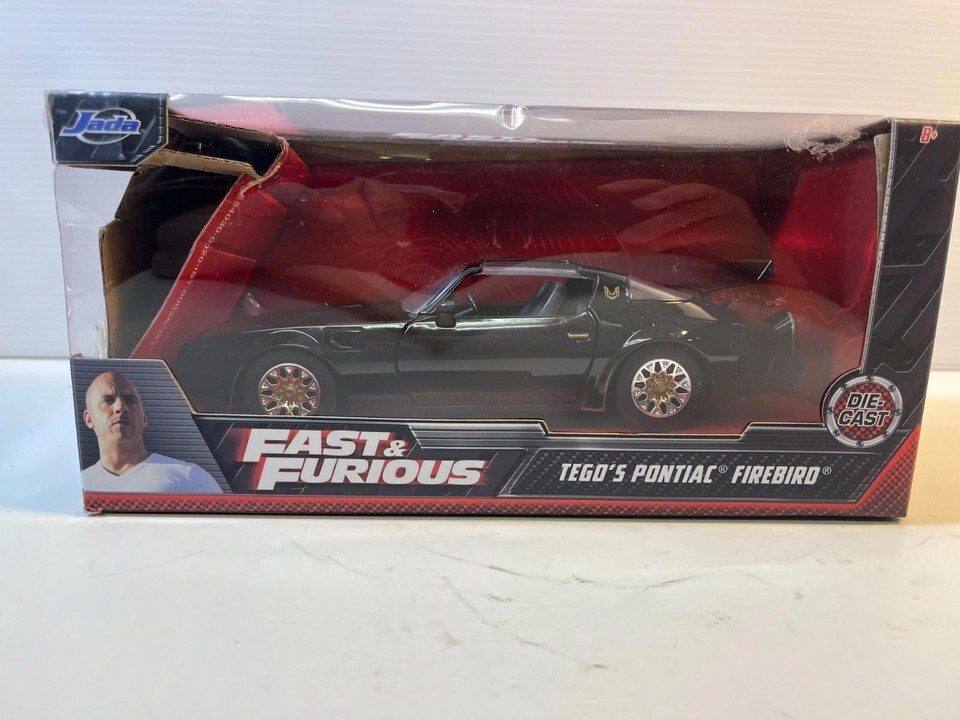 Jada
8+
DIE-
CAST
FAST &
FURIOUS
TEGO'S PONTIAC® FIREBIRD®